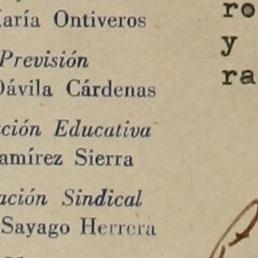 aría Ontiveros
Previsión
Dávila Cárdenas
ción Educativa
amírez Sierra
ación Sindical
Sayago Herrera
ro
y
ra